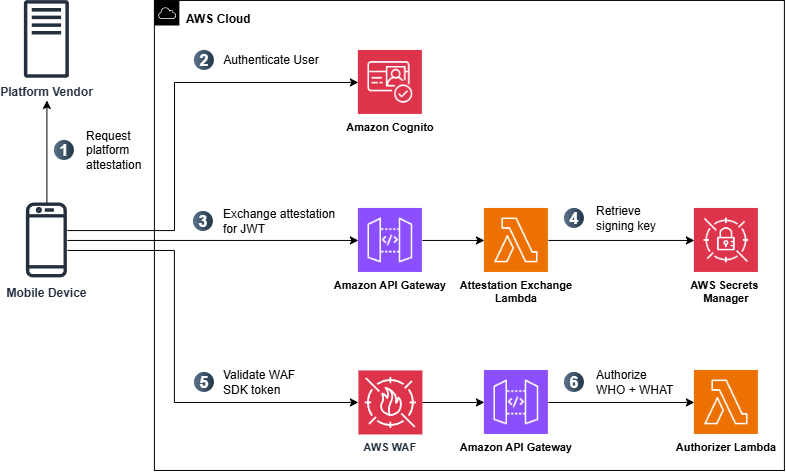 AWS Cloud
Platform Vendor
1
Request
platform
attestation
Mobile Device
2
Authenticate User
Amazon Cognito
3
Exchange attestation
for JWT
Amazon API Gateway
Attestation Exchange
Lambda
4
Retrieve
signing key
AWS Secrets
Manager
5
Validate WAF
SDK token
AWS WAF
Amazon API Gateway
6
Authorize
WHO + WHAT
Authorizer Lambda